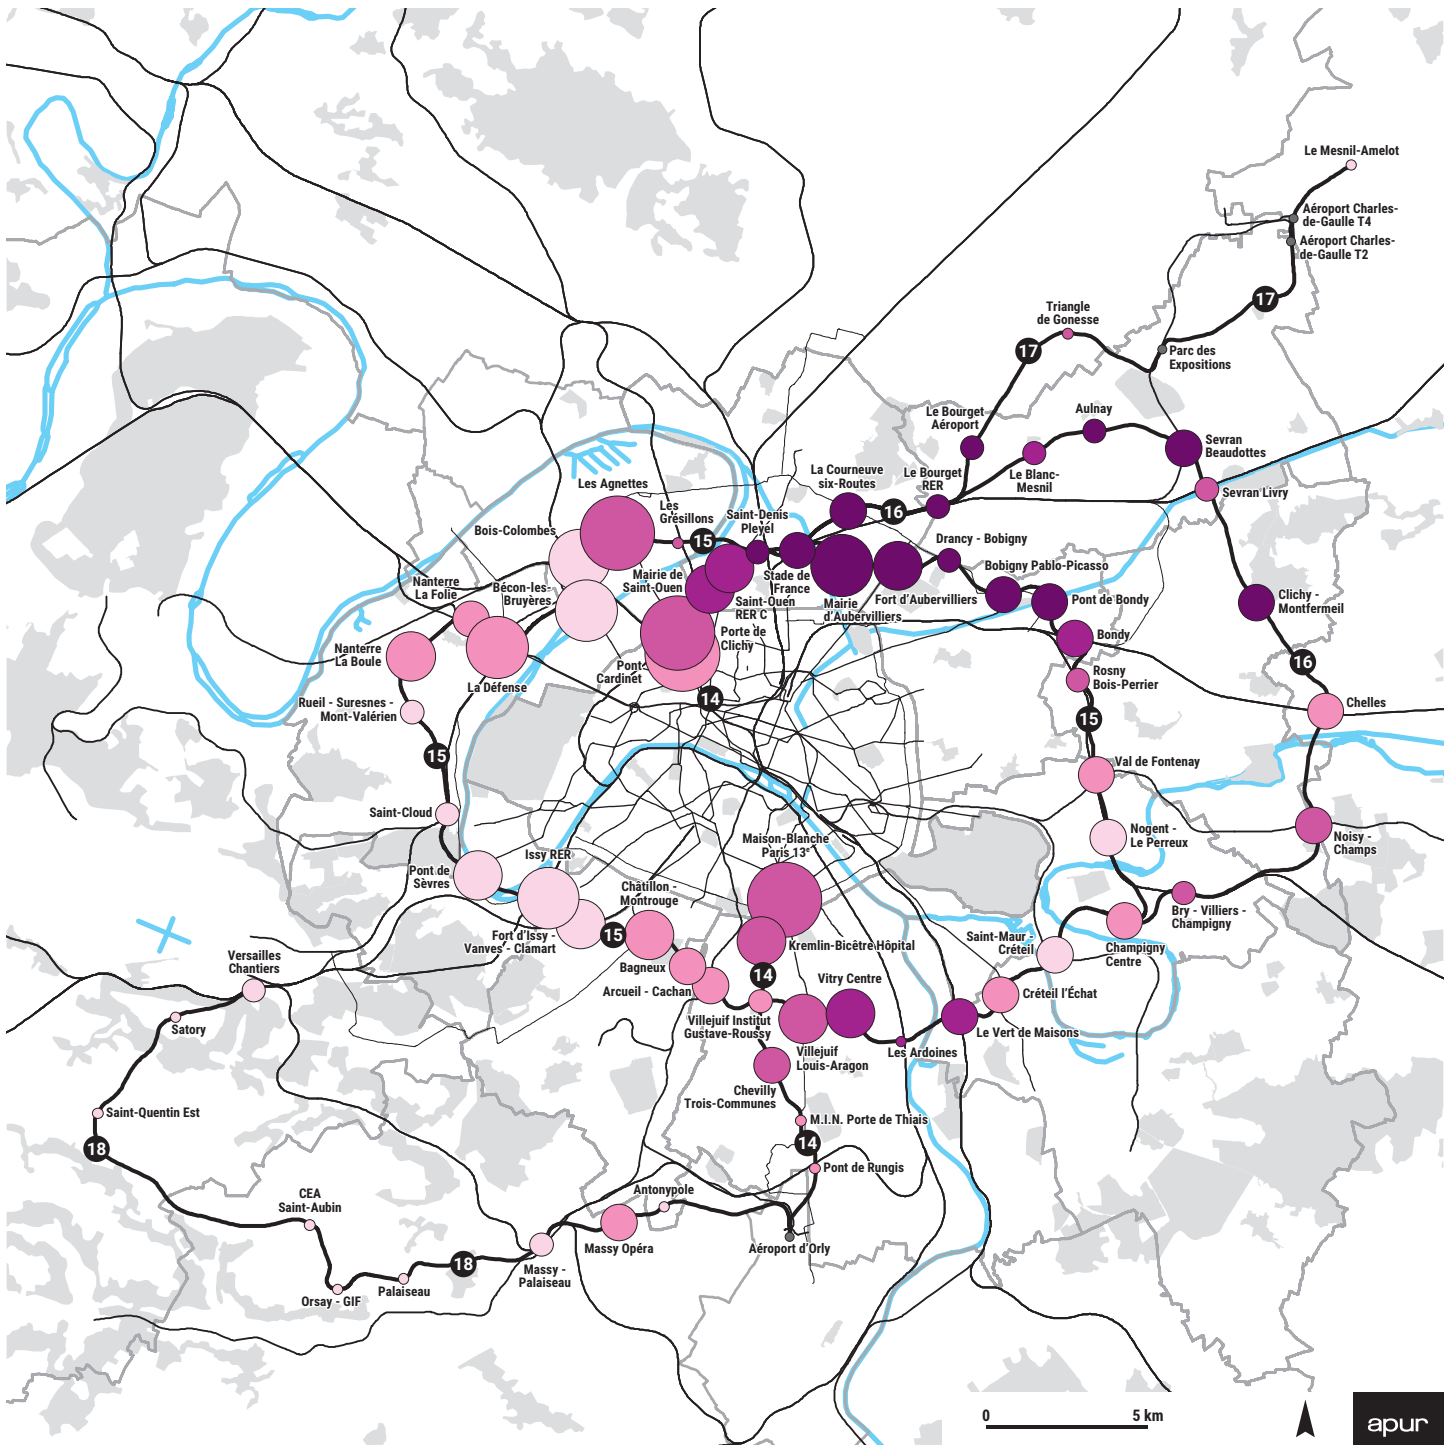 Le Mesnil-Amelot
Aéroport Charles-
de-Gaulle T4
Aéroport Charles-
de-Gaulle T2
17
Triangle
de Gonesse
17
Parc des
Expositions
Le Bourget
Aéroport
Aulnay
Sevran
Beaudottes
La Courneuve
six-Routes
Le Bourget
RER
Le Blanc-
Mesnil
Sevran Livry
Les Agnettes
Les
Grésillons
Saint-Denis
Pleyel
16
Bois-Colombes
15
Drancy - Bobigny
Bobigny Pablo-Picasso
Mairie de
Saint-Ouen
Stade de
France
Nanterre
La Folie
Bécon-les-
Bruyères
Saint-Ouen
RER C
Mairie
d'Aubervilliers
Fort d'Aubervilliers
Pont de Bondy
Clichy -
Montfermeil
Porte de
Clichy
Bondy
Nanterre
La Boule
Pont
Cardinet
La Défense
Rosny
Bois-Perrier
16
14
Rueil - Suresnes -
Mont-Valérien
15
Chelles
15
Val de Fontenay
Saint-Cloud
Nogent -
Le Perreux
Noisy -
Champs
Maison-Blanche
Paris 13e
Issy RER
Pont de
Sèvres
Châtillon -
Montrouge
Bry - Villiers -
Champigny
Fort d'Issy -
Vanves - Clamart
15
Kremlin-Bicêtre Hôpital
Saint-Maur -
Créteil
Champigny
Centre
Versailles
Chantiers
Bagneux
14
Vitry Centre
Arcueil - Cachan
Créteil l'Échat
Satory
Villejuif Institut
Gustave-Roussy
Le Vert de Maisons
Villejuif
Louis-Aragon
Les Ardoines
Chevilly
Trois-Communes
Saint-Quentin Est
M.I.N. Porte de Thiais
18
14
Pont de Rungis
CEA
Saint-Aubin
Antonypole
Massy Opéra
Aéroport d'Orly
18
Massy -
Palaiseau
Palaiseau
Orsay - GIF
0
5 km
apur